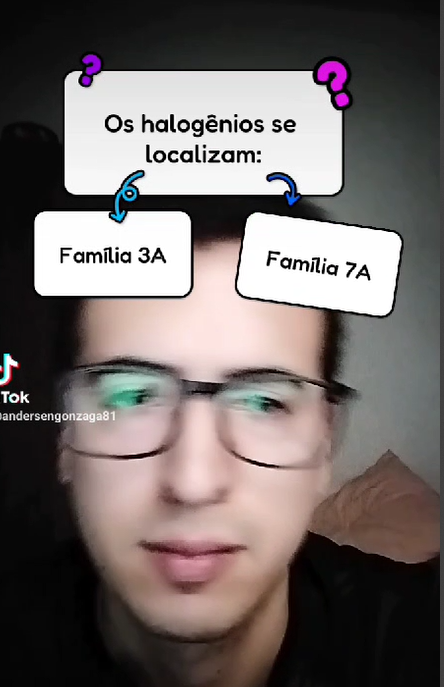 ?
?
Os halogênios se
localizam:
Família 3A
Família 7A
Tok
@andersengonzaga81